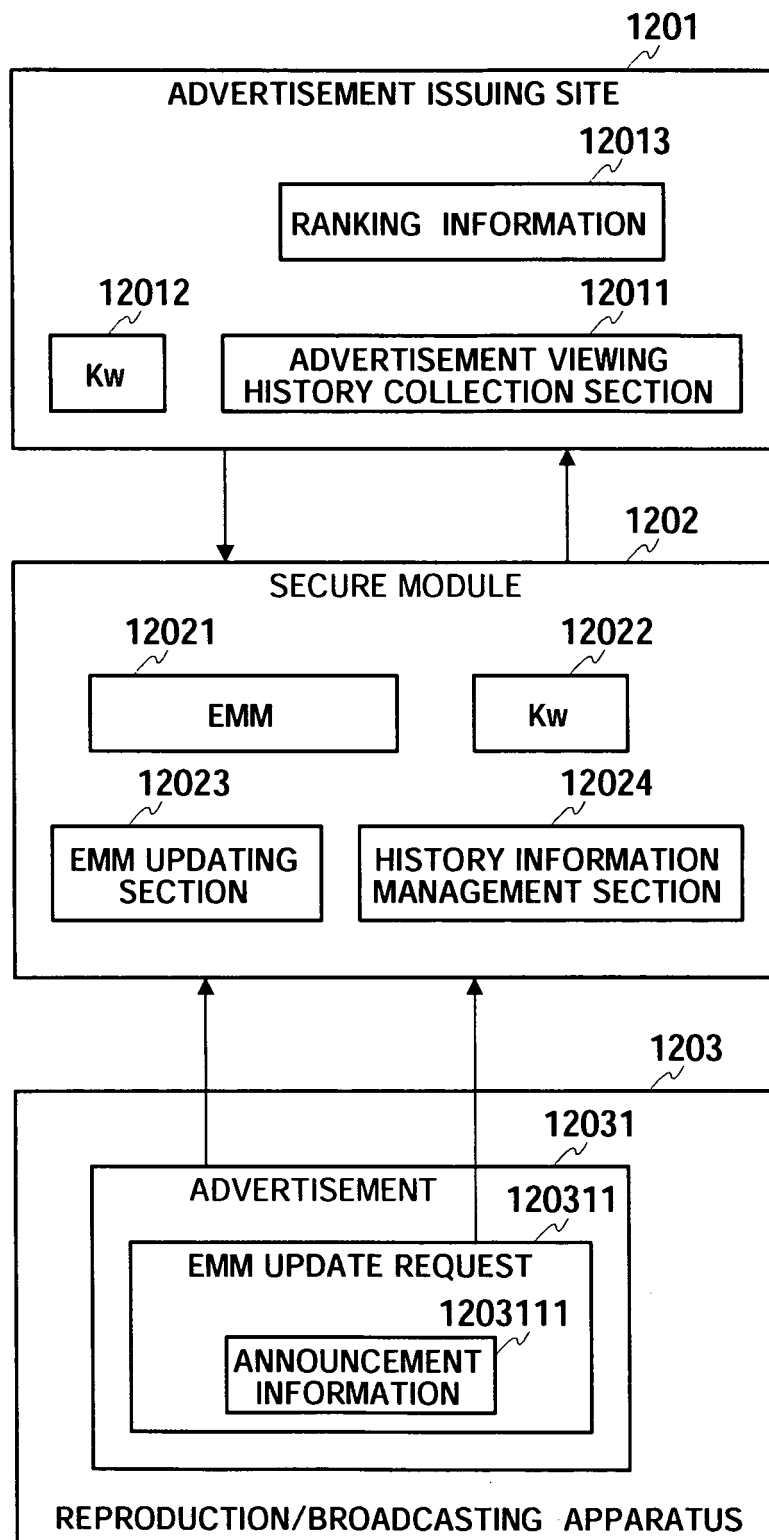 1201
ADVERTISEMENT ISSUING SITE
12013
RANKING INFORMATION
12012
12011
Kw
ADVERTISEMENT VIEWING
HISTORY COLLECTION SECTION
1202
SECURE MODULE
12021
12022
EMM
Kw
12023
12024
EMM UPDATING
SECTION
HISTORY INFORMATION
MANAGEMENT SECTION
1203
12031
ADVERTISEMENT
120311
EMM UPDATE REQUEST
1203111
ANNOUNCEMENT
INFORMATION
REPRODUCTION/BROADCASTING APPARATUS